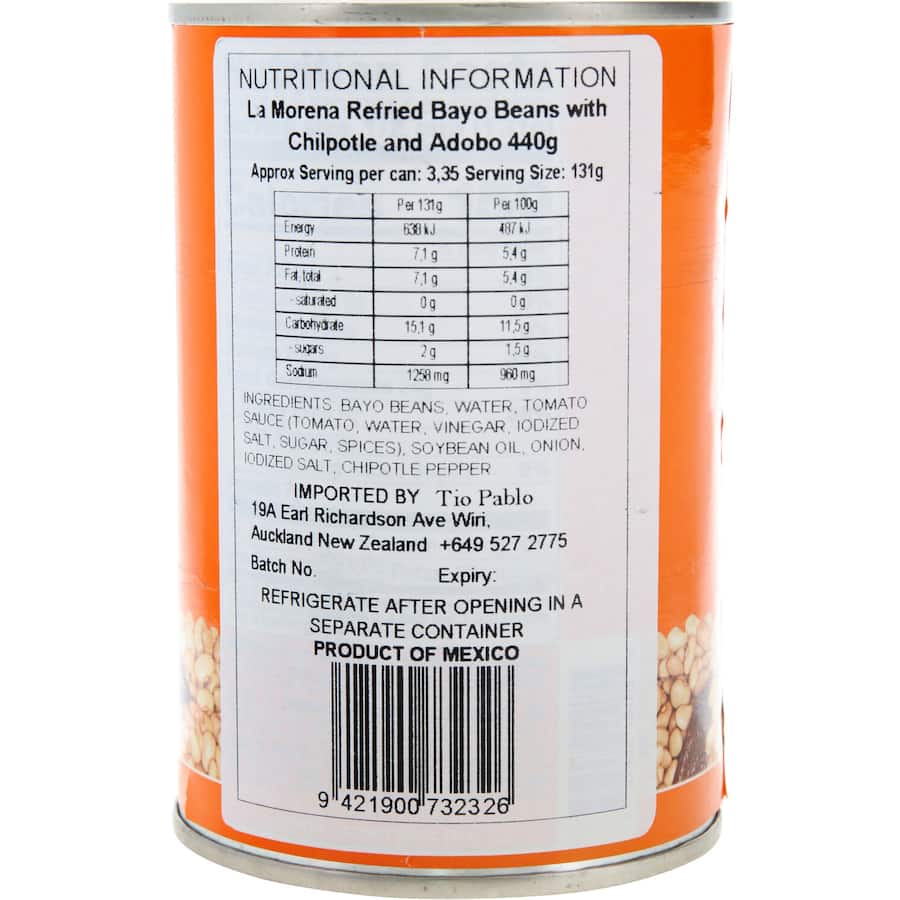 NUTRITIONAL INFORMATION
La Morena Refried Bayo Beans with
Chilpotle and Adobo 440g
Approx Serving per can: 3,35 Serving Size: 131g
Per 131g Per 100g
Energy 638 kJ 487 kJ
Protein 7,1 g 5,4 g
Fat, total 7,1 g 5,4 g
- saturated 0 g 0 g
Carbohydrate 15,1 g 11,5 g
- sugars 2 g 1,5 g
Sodium 1258 mg 960 mg
INGREDIENTS: BAYO BEANS, WATER, TOMATO
SAUCE (TOMATO, WATER, VINEGAR, IODIZED
SALT, SUGAR, SPICES), SOYBEAN OIL, ONION,
IODIZED SALT, CHIPOTLE PEPPER
IMPORTED BY Tio Pablo
19A Earl Richardson Ave Wiri,
Auckland New Zealand +649 527 2775
Batch No. Expiry:
REFRIGERATE AFTER OPENING IN A
SEPARATE CONTAINER
PRODUCT OF MEXICO
9 421900 732326